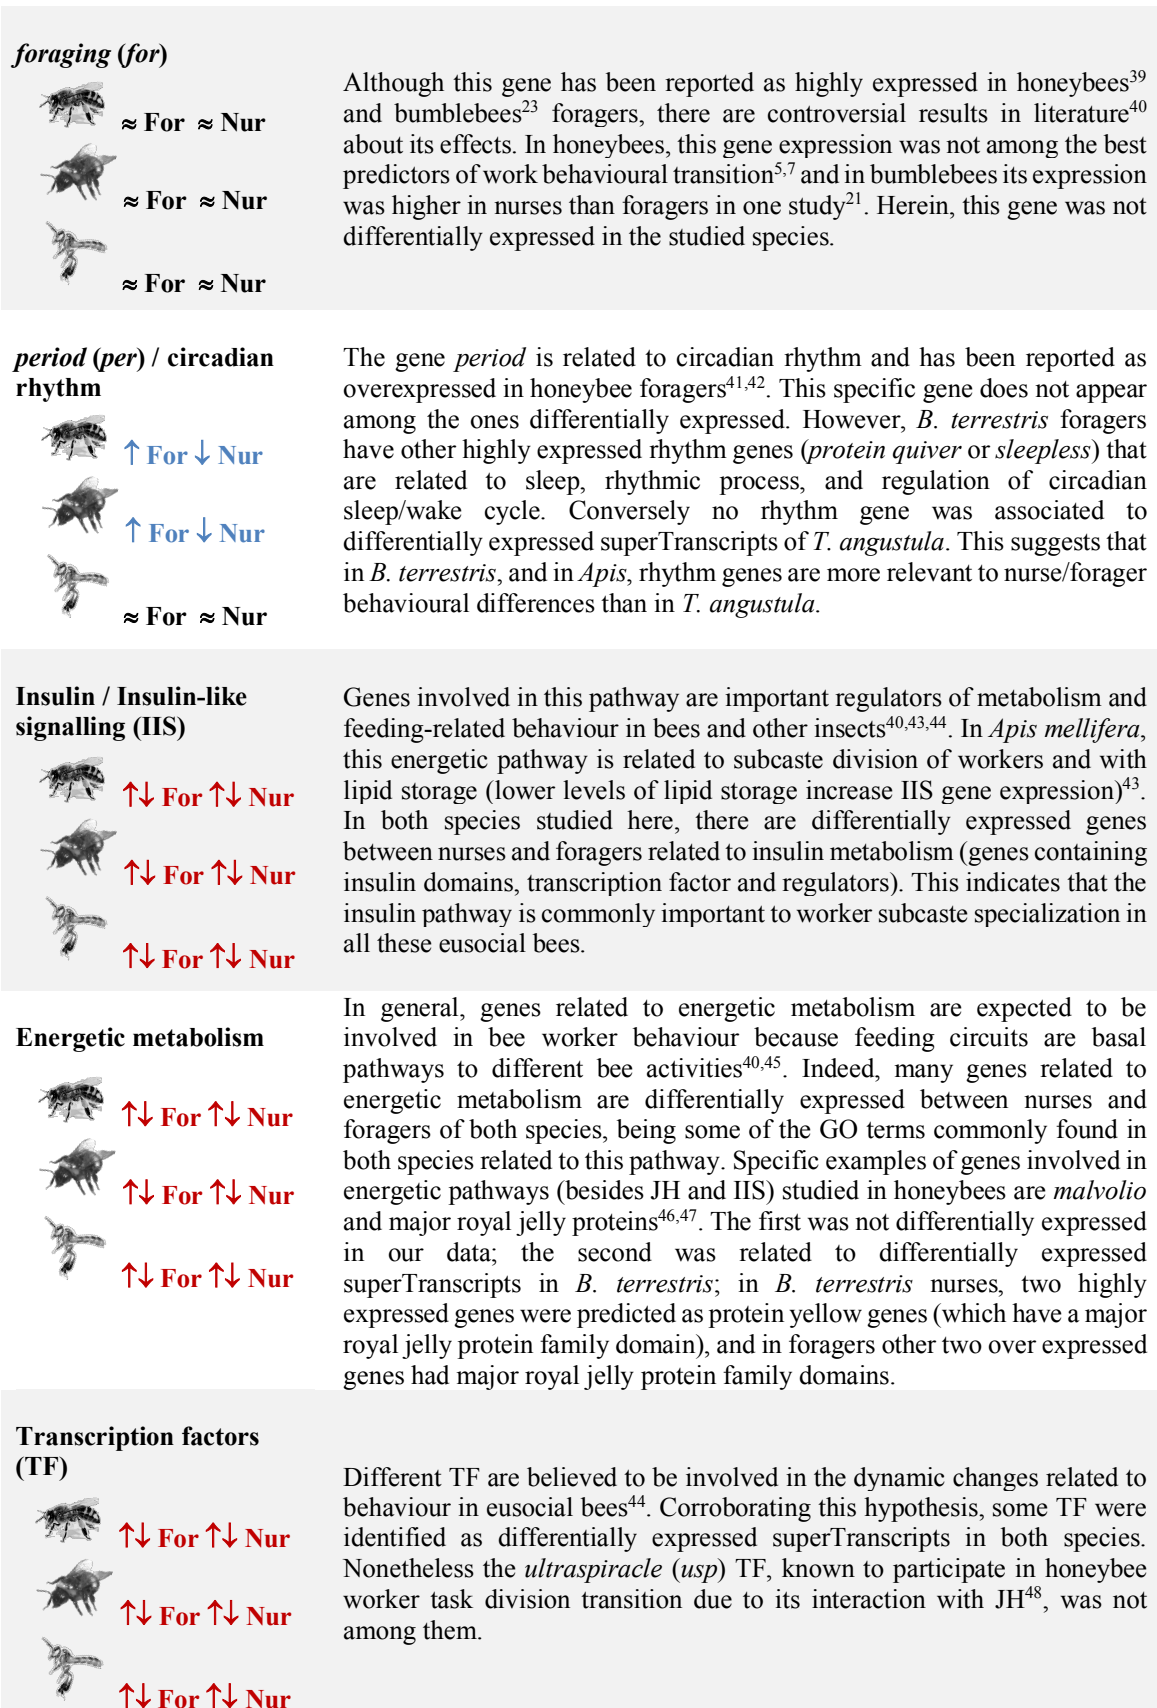 foraging (for)
≈ For ≈ Nur
≈ For ≈ Nur
≈ For ≈ Nur
Although this gene has been reported as highly expressed in honeybees39
and bumblebees23 foragers, there are controversial results in literature40
about its effects. In honeybees, this gene expression was not among the best
predictors of work behavioural transition5,7 and in bumblebees its expression
was higher in nurses than foragers in one study21. Herein, this gene was not
differentially expressed in the studied species.
period (per) / circadian
rhythm
↑ For ↓ Nur
↑ For ↓ Nur
≈ For ≈ Nur
The gene period is related to circadian rhythm and has been reported as
overexpressed in honeybee foragers41,42. This specific gene does not appear
among the ones differentially expressed. However, B. terrestris foragers
have other highly expressed rhythm genes (protein quiver or sleepless) that
are related to sleep, rhythmic process, and regulation of circadian
sleep/wake cycle. Conversely no rhythm gene was associated to
differentially expressed superTranscripts of T. angustula. This suggests that
in B. terrestris, and in Apis, rhythm genes are more relevant to nurse/forager
behavioural differences than in T. angustula.
Insulin / Insulin-like
signalling (IIS)
↑↓ For ↑↓ Nur
↑↓ For ↑↓ Nur
↑↓ For ↑↓ Nur
Genes involved in this pathway are important regulators of metabolism and
feeding-related behaviour in bees and other insects40,43,44. In Apis mellifera,
this energetic pathway is related to subcaste division of workers and with
lipid storage (lower levels of lipid storage increase IIS gene expression)43.
In both species studied here, there are differentially expressed genes
between nurses and foragers related to insulin metabolism (genes containing
insulin domains, transcription factor and regulators). This indicates that the
insulin pathway is commonly important to worker subcaste specialization in
all these eusocial bees.
Energetic metabolism
↑↓ For ↑↓ Nur
↑↓ For ↑↓ Nur
↑↓ For ↑↓ Nur
In general, genes related to energetic metabolism are expected to be
involved in bee worker behaviour because feeding circuits are basal
pathways to different bee activities40,45. Indeed, many genes related to
energetic metabolism are differentially expressed between nurses and
foragers of both species, being some of the GO terms commonly found in
both species related to this pathway. Specific examples of genes involved in
energetic pathways (besides JH and IIS) studied in honeybees are malvolio
and major royal jelly proteins46,47. The first was not differentially expressed
in our data; the second was related to differentially expressed
superTranscripts in B. terrestris; in B. terrestris nurses, two highly
expressed genes were predicted as protein yellow genes (which have a major
royal jelly protein family domain), and in foragers other two over expressed
genes had major royal jelly protein family domains.
Transcription factors
(TF)
↑↓ For ↑↓ Nur
↑↓ For ↑↓ Nur
↑↓ For ↑↓ Nur
Different TF are believed to be involved in the dynamic changes related to
behaviour in eusocial bees44. Corroborating this hypothesis, some TF were
identified as differentially expressed superTranscripts in both species.
Nonetheless the ultraspiracle (usp) TF, known to participate in honeybee
worker task division transition due to its interaction with JH48, was not
among them.